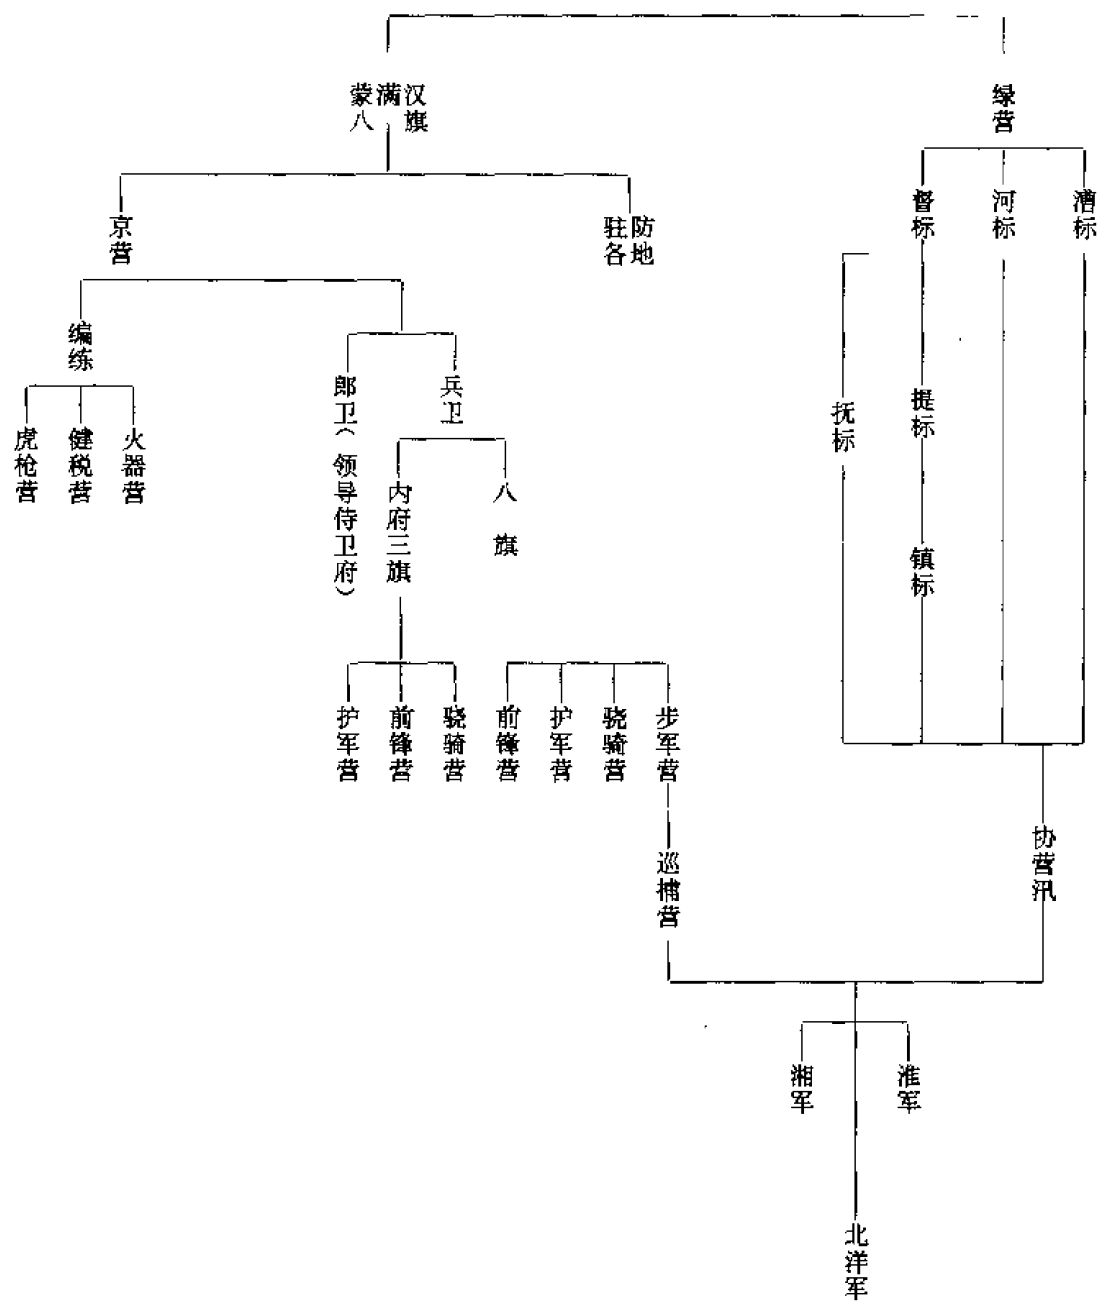 满汉
蒙八旗
绿营
京营
驻防
各地
督标
河标
漕标
编练
郎卫(领导侍卫府)
兵卫
提标
抚标
虎枪营
健税营
火器营
内府三旗
八旗
镇标
护军营
前锋营
骁骑营
前锋营
护军营
骁骑营
步军营
巡捕营
协营汛
湘军
淮军
北洋军